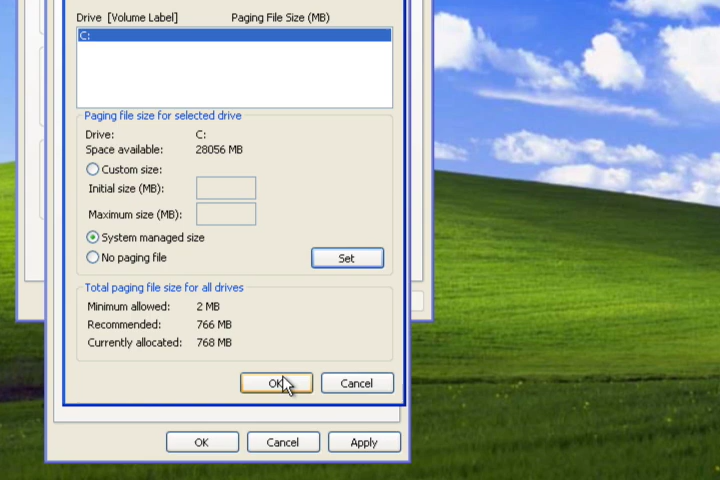 Drive [Volume Label] Paging File Size (MB)
C:
Paging file size for selected drive
Drive: C:
Space available: 28056 MB
Custom size:
Initial size (MB):
Maximum size (MB):
System managed size
No paging file
Set
Total paging file size for all drives
Minimum allowed: 2 MB
Recommended: 766 MB
Currently allocated: 768 MB
OK Cancel
OK Cancel Apply